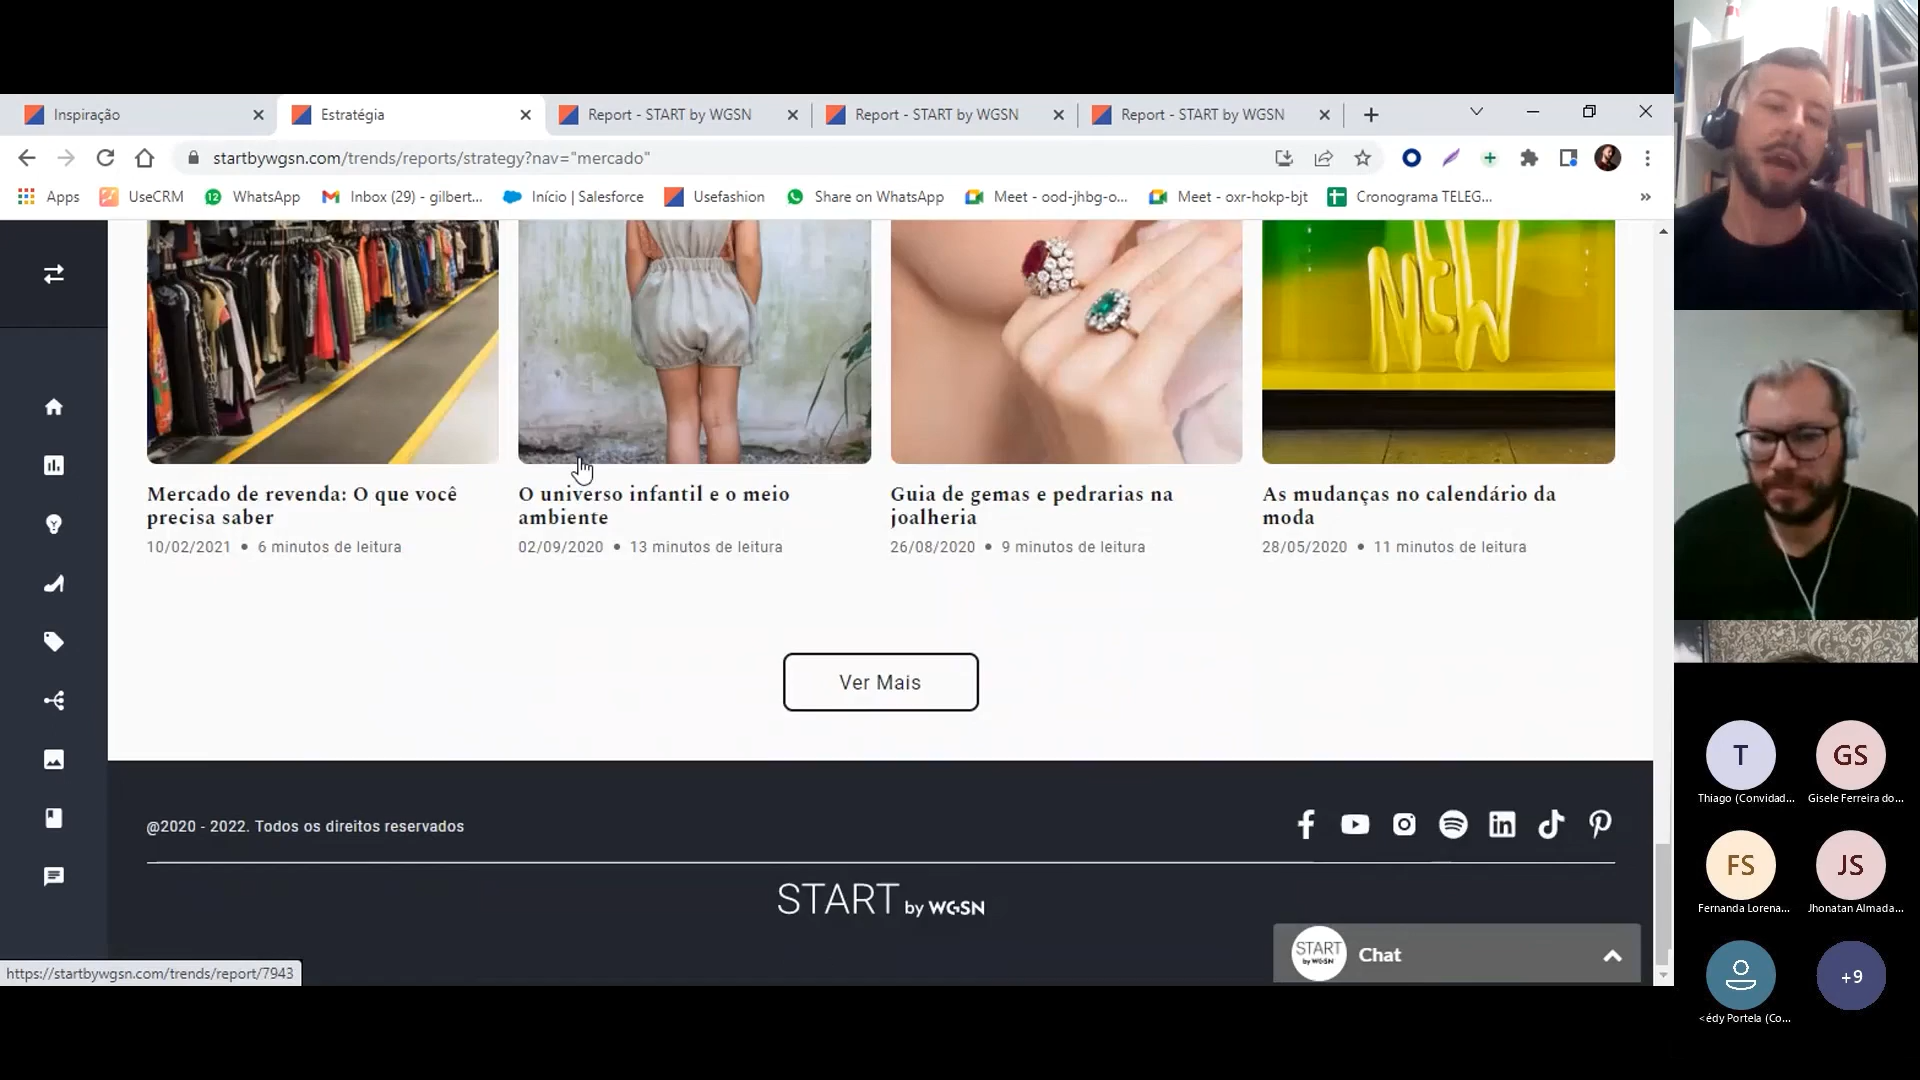 Inspiração
Estratégia
Report - START by WGSN
Report - START by WGSN
Report - START by WGSN
startbywgsn.com/trends/reports/strategy?nav="mercado"
Apps
UseCRM
12
WhatsApp
Inbox (29) - gilbert...
Início | Salesforce
Usefashion
Share on WhatsApp
Meet - ood-jhbg-o...
Meet - oxr-hokp-bjt
Cronograma TELEG...
NEW
Mercado de revenda: O que você
precisa saber
10/02/2021 • 6 minutos de leitura
O universo infantil e o meio
ambiente
02/09/2020 • 13 minutos de leitura
Guia de gemas e pedrarias na
joalheria
26/08/2020 • 9 minutos de leitura
As mudanças no calendário da
moda
28/05/2020 • 11 minutos de leitura
Ver Mais
@2020 - 2022. Todos os direitos reservados
START by WGSN
START
by WGSN
Chat
https://startbywgsn.com/trends/report/7943
T
Thiago (Convidad...
GS
Gisele Ferreira do...
FS
Fernanda Lorena...
JS
Jhonatan Almada...
<édy Portela (Co...
+9